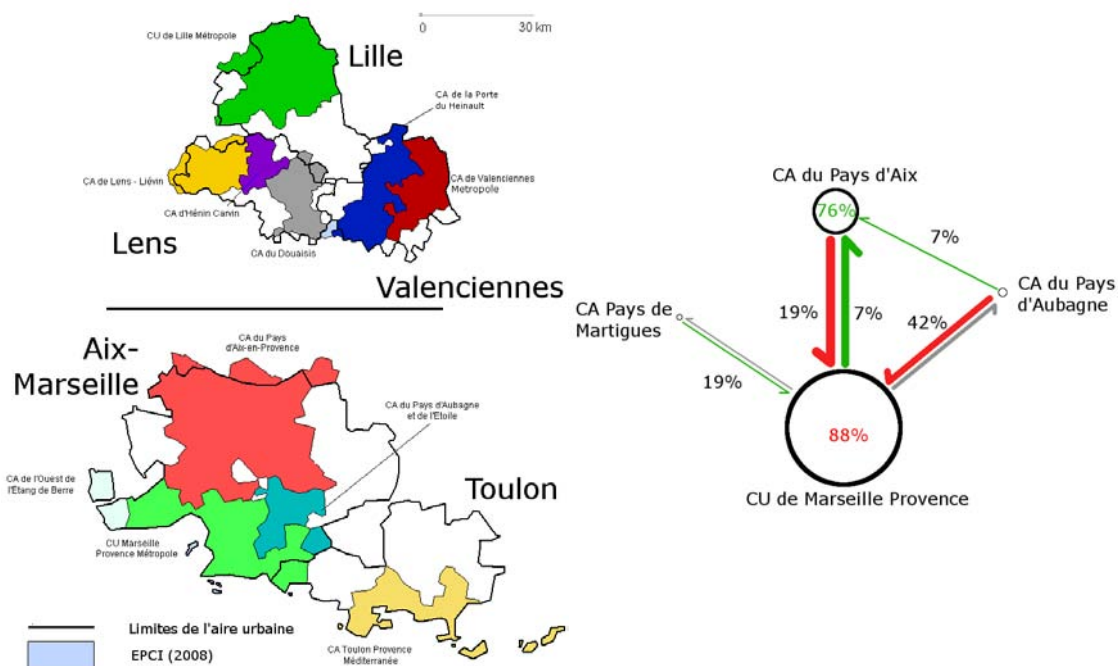 0 30 km
CU de Lille Métropole
Lille
CA de la Porte
du Heinault
CA de Lens - Liévin
CA de Valenciennes
Metropole
CA d'Hénin Carvin
Lens
CA du Douaisis
Valenciennes
Aix-
Marseille
CA du Pays
d'Aix-en-Provence
CA du Pays d'Aubagne
et de l'Etoile
CA de l'Ouest de
l'Étang de Berre
Toulon
CU Marseille
Provence Métropole
CA Toulon Provence
Méditerranée
Limites de l'aire urbaine
EPCI (2008)
CA du Pays d'Aix
76%
7%
CA du Pays
d'Aubagne
CA Pays de
Martigues
19%
7%
42%
19%
88%
CU de Marseille Provence